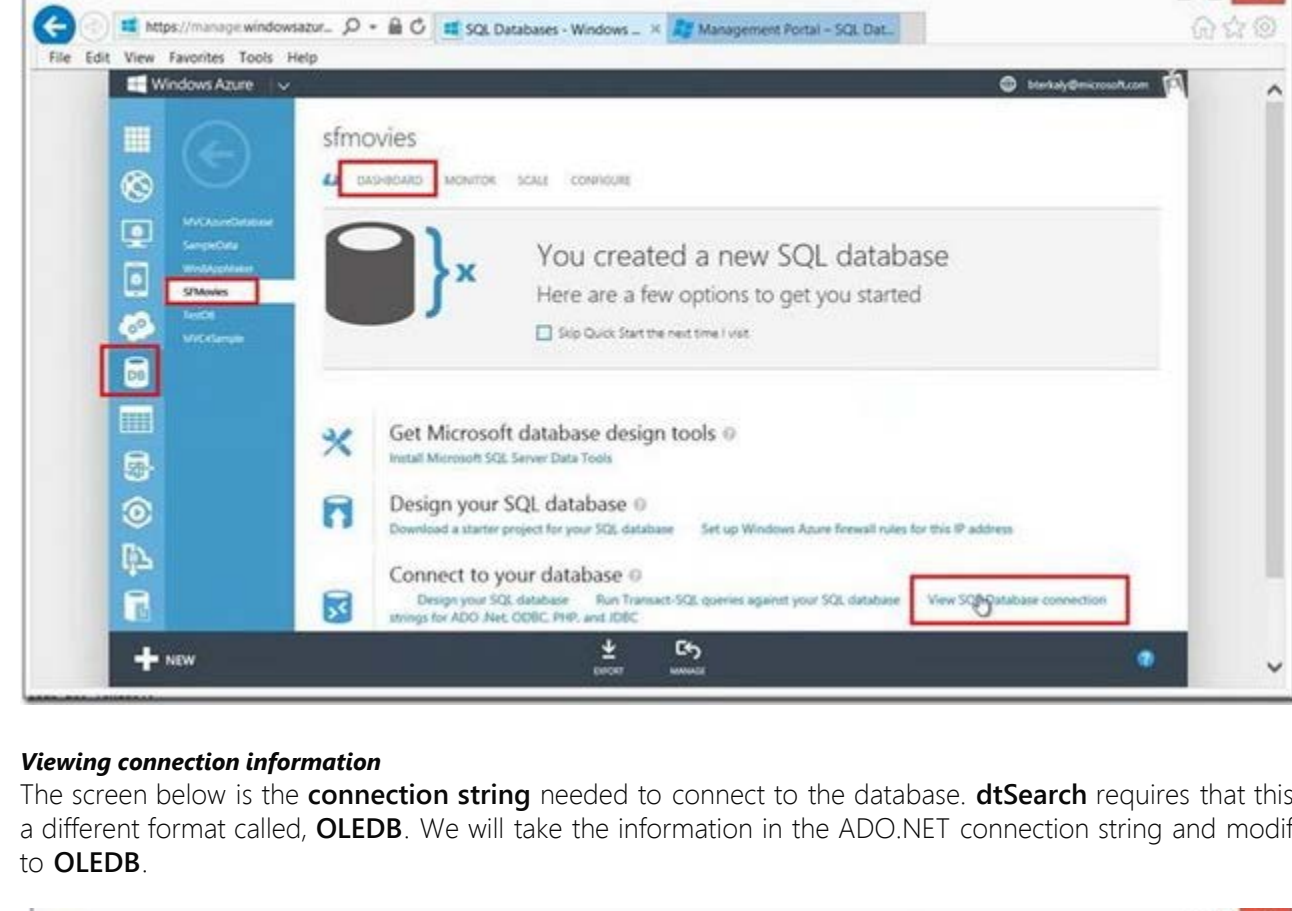 https://manage.windowsazur... SQL Databases - Windows ... Management Portal – SQL Dat...
File Edit View Favorites Tools Help
Windows Azure bterkaly@microsoft.com
sfmovies
DASHBOARD MONITOR SCALE CONFIGURE
MVCAzureDatabase
SampleData
Win8AppMaker
SFMovies
TestDB
MVC4Sample
DB
You created a new SQL database
Here are a few options to get you started
Skip Quick Start the next time I visit
Get Microsoft database design tools
Install Microsoft SQL Server Data Tools
Design your SQL database
Download a starter project for your SQL database Set up Windows Azure firewall rules for this IP address
Connect to your database
Design your SQL database Run Transact-SQL queries against your SQL database View SQL Database connection
strings for ADO .Net, ODBC, PHP, and JDBC
NEW EXPORT MANAGE ?
Viewing connection information
The screen below is the connection string needed to connect to the database. dtSearch requires that this
a different format called, OLEDB. We will take the information in the ADO.NET connection string and modif
to OLEDB.